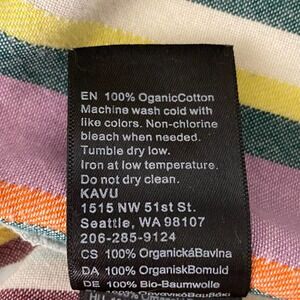 EN 100% OganicCotton
Machine wash cold with
like colors. Non-chlorine
bleach when needed.
Tumble dry low.
Iron at low temperature.
Do not dry clean.
KAVU
1515 NW 51st St.
Seattle, WA 98107
206-285-9124
CS 100% OrganickáBavlna
DA 100% OrganiskBomuld
DE 100% Bio-Baumwolle
100%